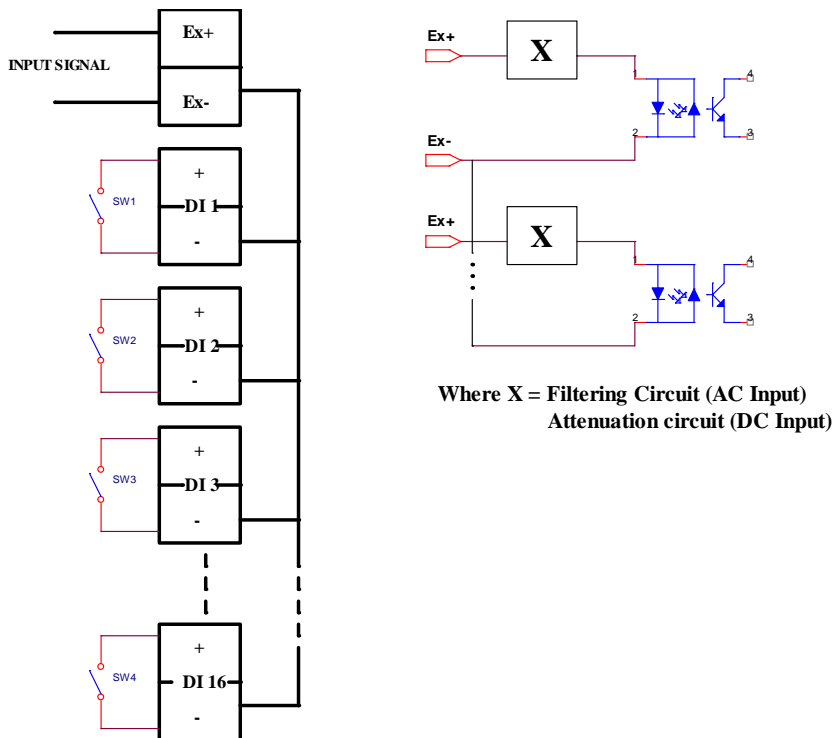 Ex+
INPUT SIGNAL
Ex-
+
SW1
DI 1
-
+
SW2
DI 2
-
+
SW3
DI 3
-
+
SW4
DI 16
-
Ex+
X
1
4
2
3
Ex-
Ex+
X
1
4
2
3
Where X = Filtering Circuit (AC Input)
Attenuation circuit (DC Input)